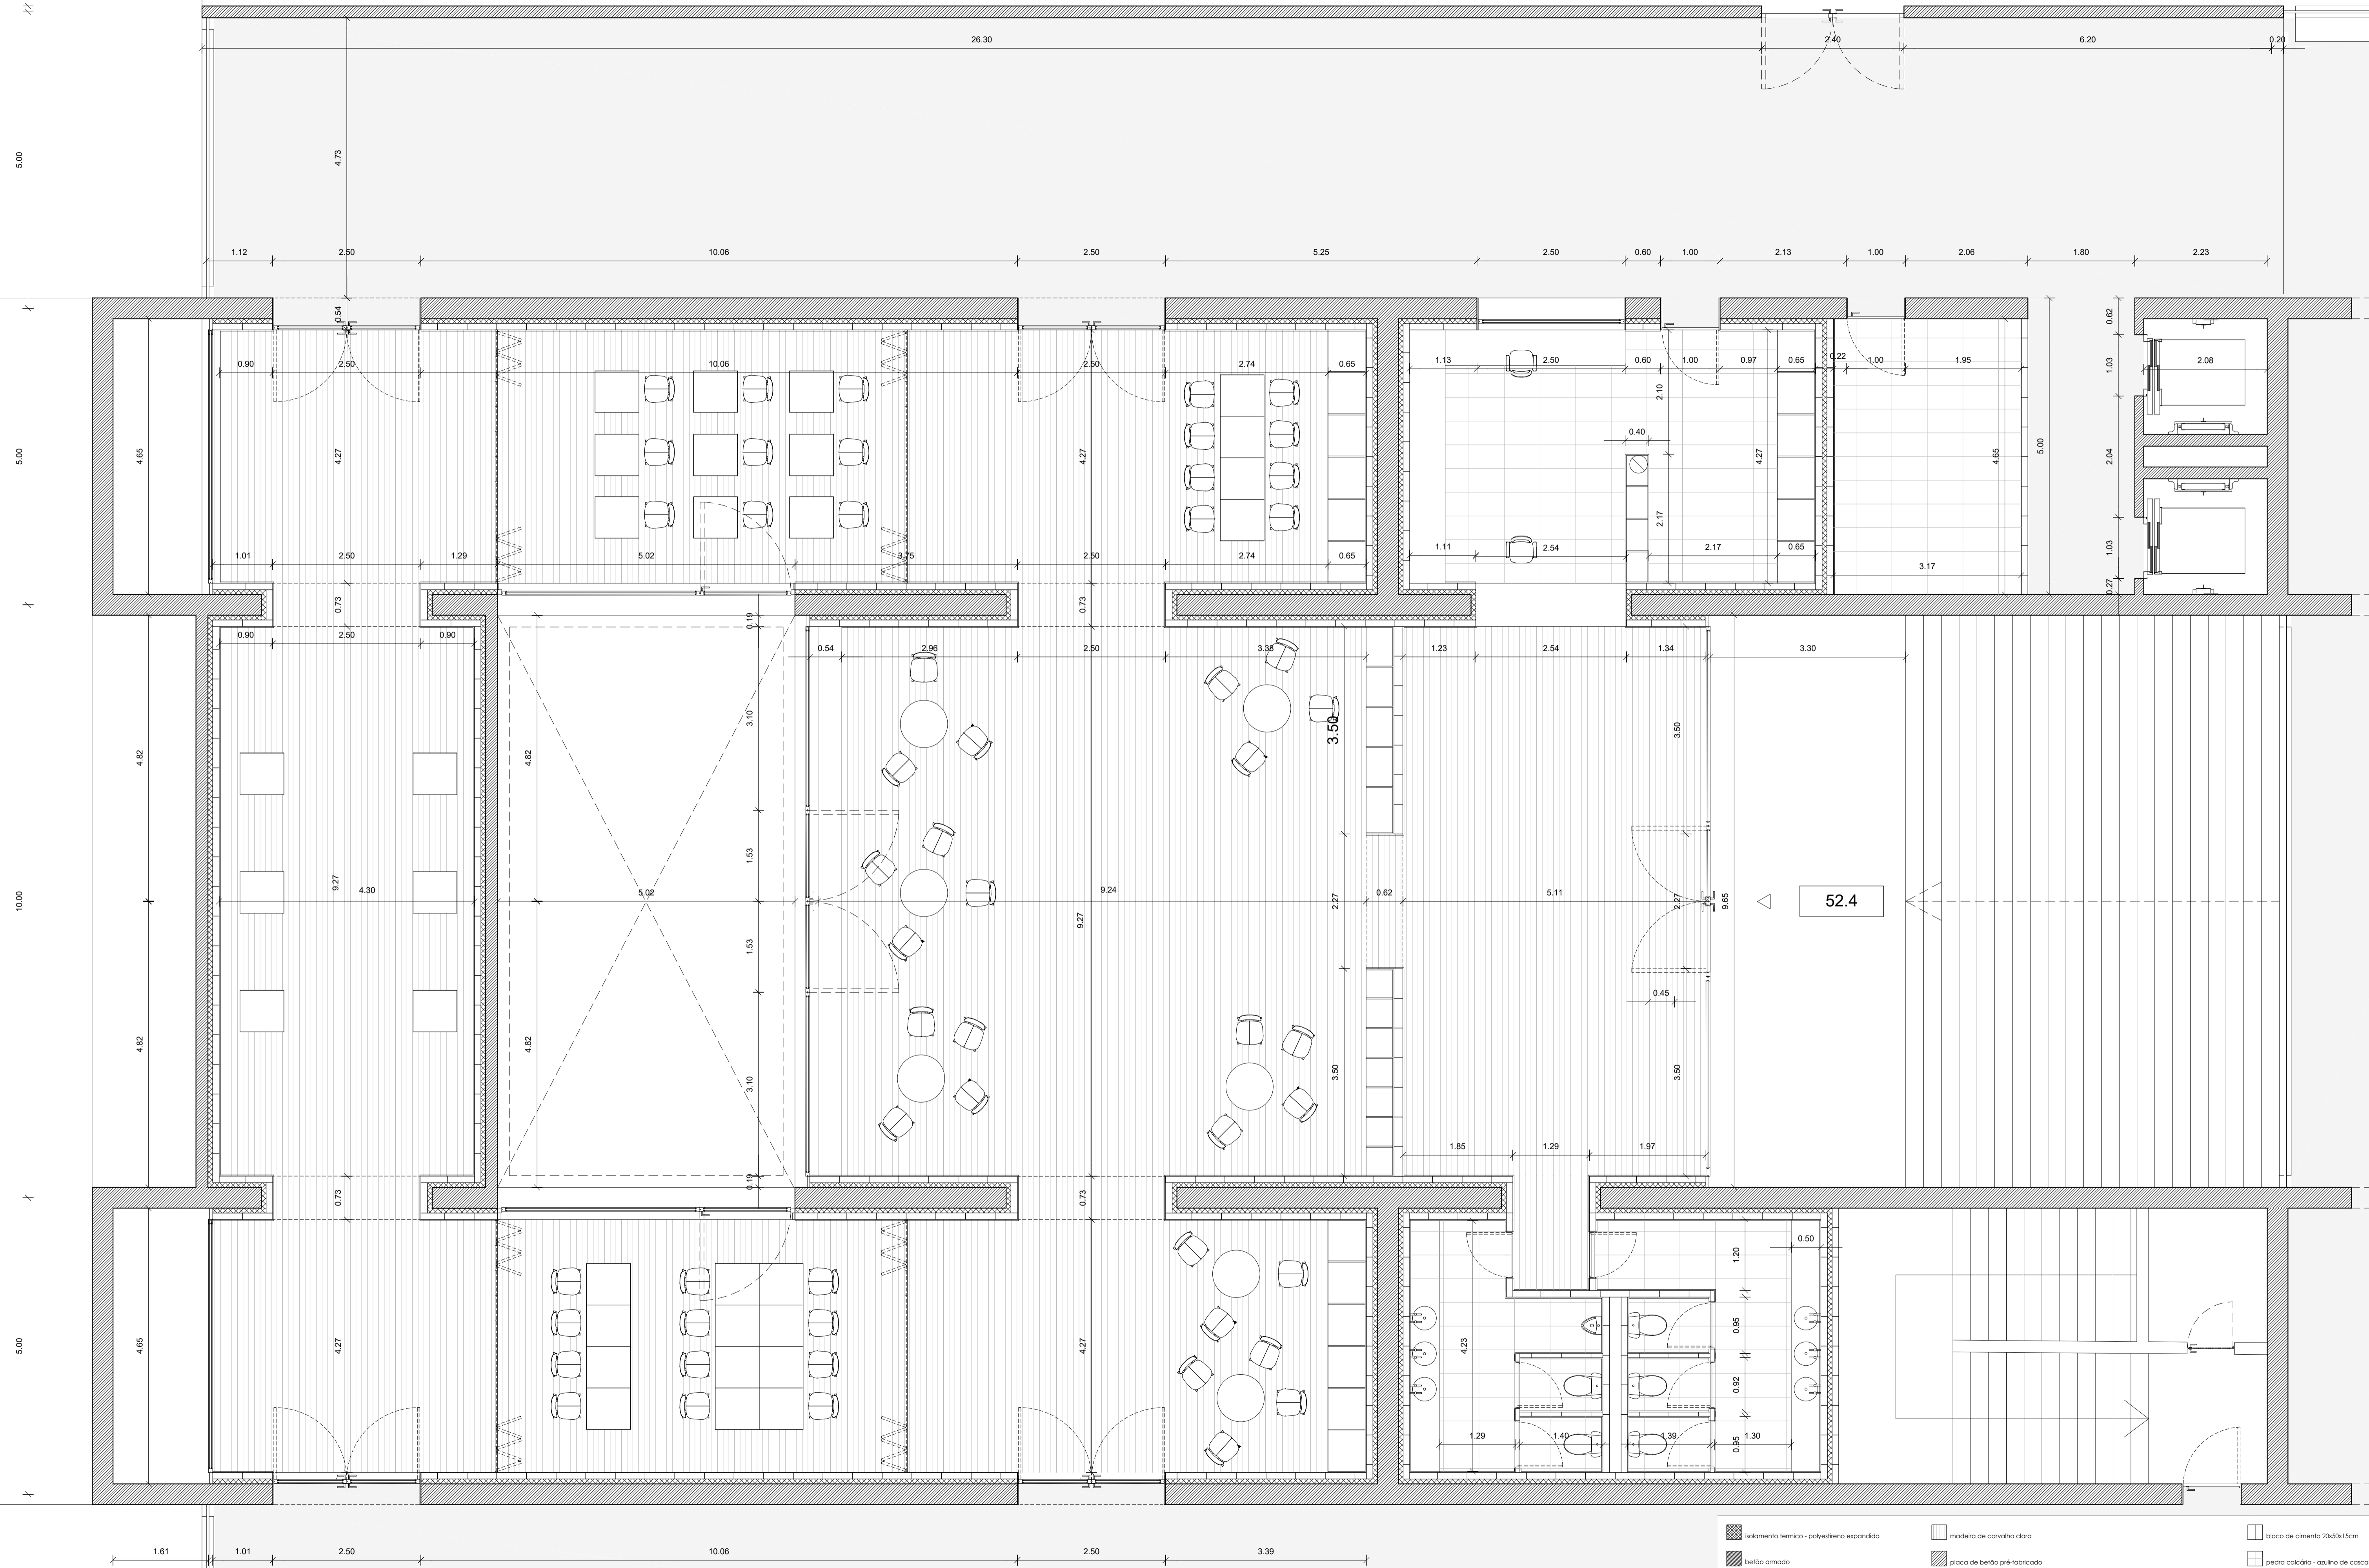 26.30 2.40 6.20 0.20
5.00 4.73
1.12 2.50 10.06 2.50 5.25 2.50 0.60 1.00 2.13 1.00 2.06 1.80 2.23
0.54 0.62
0.90 2.50 10.06 2.50 2.74 0.65 1.13 2.50 0.60 1.00 0.97 0.65 0.22 1.00 1.95 1.03 2.08
2.10
0.40
5.00 4.65 4.27 4.27 4.27 4.65 5.00 2.04
2.17
1.01 2.50 1.29 5.02 3.75 2.50 2.74 0.65 1.11 2.54 2.17 0.65 3.17 1.03
0.27
0.73 0.19 0.73
0.90 2.50 0.90 0.54 2.96 2.50 3.38 1.23 2.54 1.34 3.30
4.82 4.82 3.10 3.50 3.50
1.53
10.00 9.27 4.30 5.02 9.24 9.27 2.27 0.62 5.11 2.27 9.65 52.4
1.53
0.45
4.82 4.82 3.10 3.50 3.50
1.85 1.29 1.97
0.73 0.19 0.73
0.50
1.20
5.00 4.65 4.27 4.27 4.23 0.95
0.92
1.29 1.40 1.39 0.95 1.30
1.61 1.01 2.50 10.06 2.50 3.39
isolamento termico - polyestireno expandido
madeira de carvalho clara
bloco de cimento 20x50x15cm
betão armado
placa de betão pré-fabricado
pedra calcária - azulino de casca